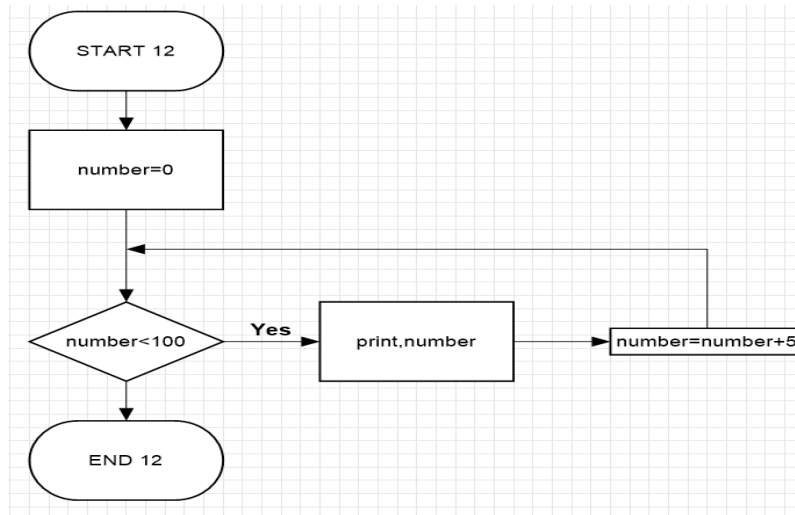 START 12
number=0
number<100
Yes
print,number
number=number+5
END 12